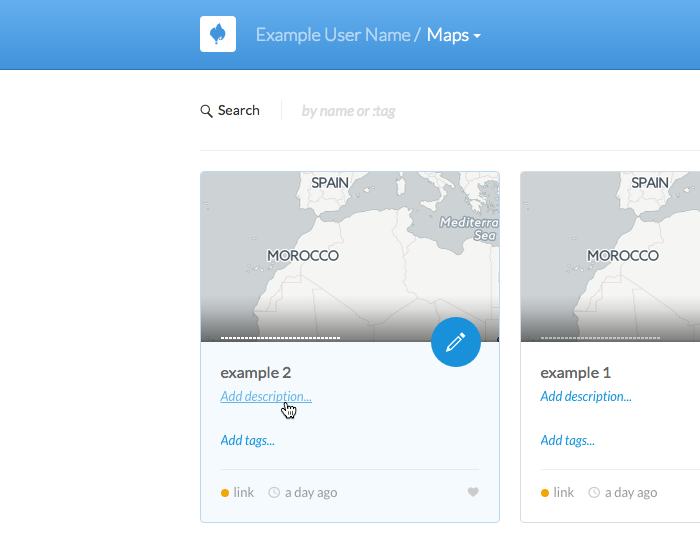 Example User Name / Maps
Search by name or :tag
SPAIN
Mediterra
Sea
MOROCCO
example 2
Add description...
Add tags...
link a day ago
SPAIN
MOROCCO
example 1
Add description...
Add tags...
link a day ago